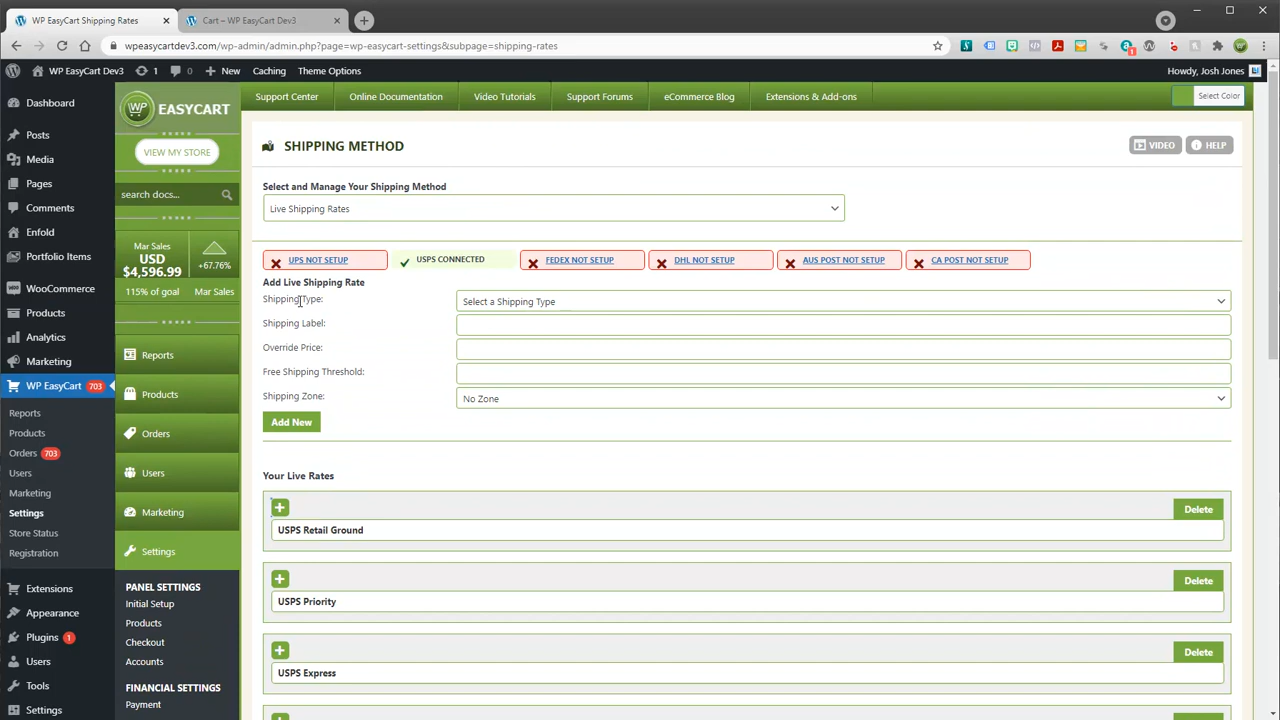 WP EasyCart Shipping Rates
Cart – WP EasyCart Dev3
wpeasycartdev3.com/wp-admin/admin.php?page=wp-easycart-settings&subpage=shipping-rates
WP EasyCart Dev3
1
0
New
Caching
Theme Options
Howdy, Josh Jones
Dashboard
Posts
Media
Pages
Comments
Enfold
Portfolio Items
WooCommerce
Products
Analytics
Marketing
WP EasyCart 703
Reports
Products
Orders 703
Users
Marketing
Settings
Store Status
Registration
Extensions
Appearance
Plugins 1
Users
Tools
Settings
WP EASYCART
VIEW MY STORE
search docs...
Mar Sales
USD
$4,596.99
+67.76%
115% of goal
Mar Sales
Reports
Products
Orders
Users
Marketing
Settings
PANEL SETTINGS
Initial Setup
Products
Checkout
Accounts
FINANCIAL SETTINGS
Payment
Support Center
Online Documentation
Video Tutorials
Support Forums
eCommerce Blog
Extensions & Add-ons
Select Color
SHIPPING METHOD
VIDEO
HELP
Select and Manage Your Shipping Method
Live Shipping Rates
UPS NOT SETUP
USPS CONNECTED
FEDEX NOT SETUP
DHL NOT SETUP
AUS POST NOT SETUP
CA POST NOT SETUP
Add Live Shipping Rate
Shipping Type:
Select a Shipping Type
Shipping Label:
Override Price:
Free Shipping Threshold:
Shipping Zone:
No Zone
Add New
Your Live Rates
Delete
USPS Retail Ground
Delete
USPS Priority
Delete
USPS Express